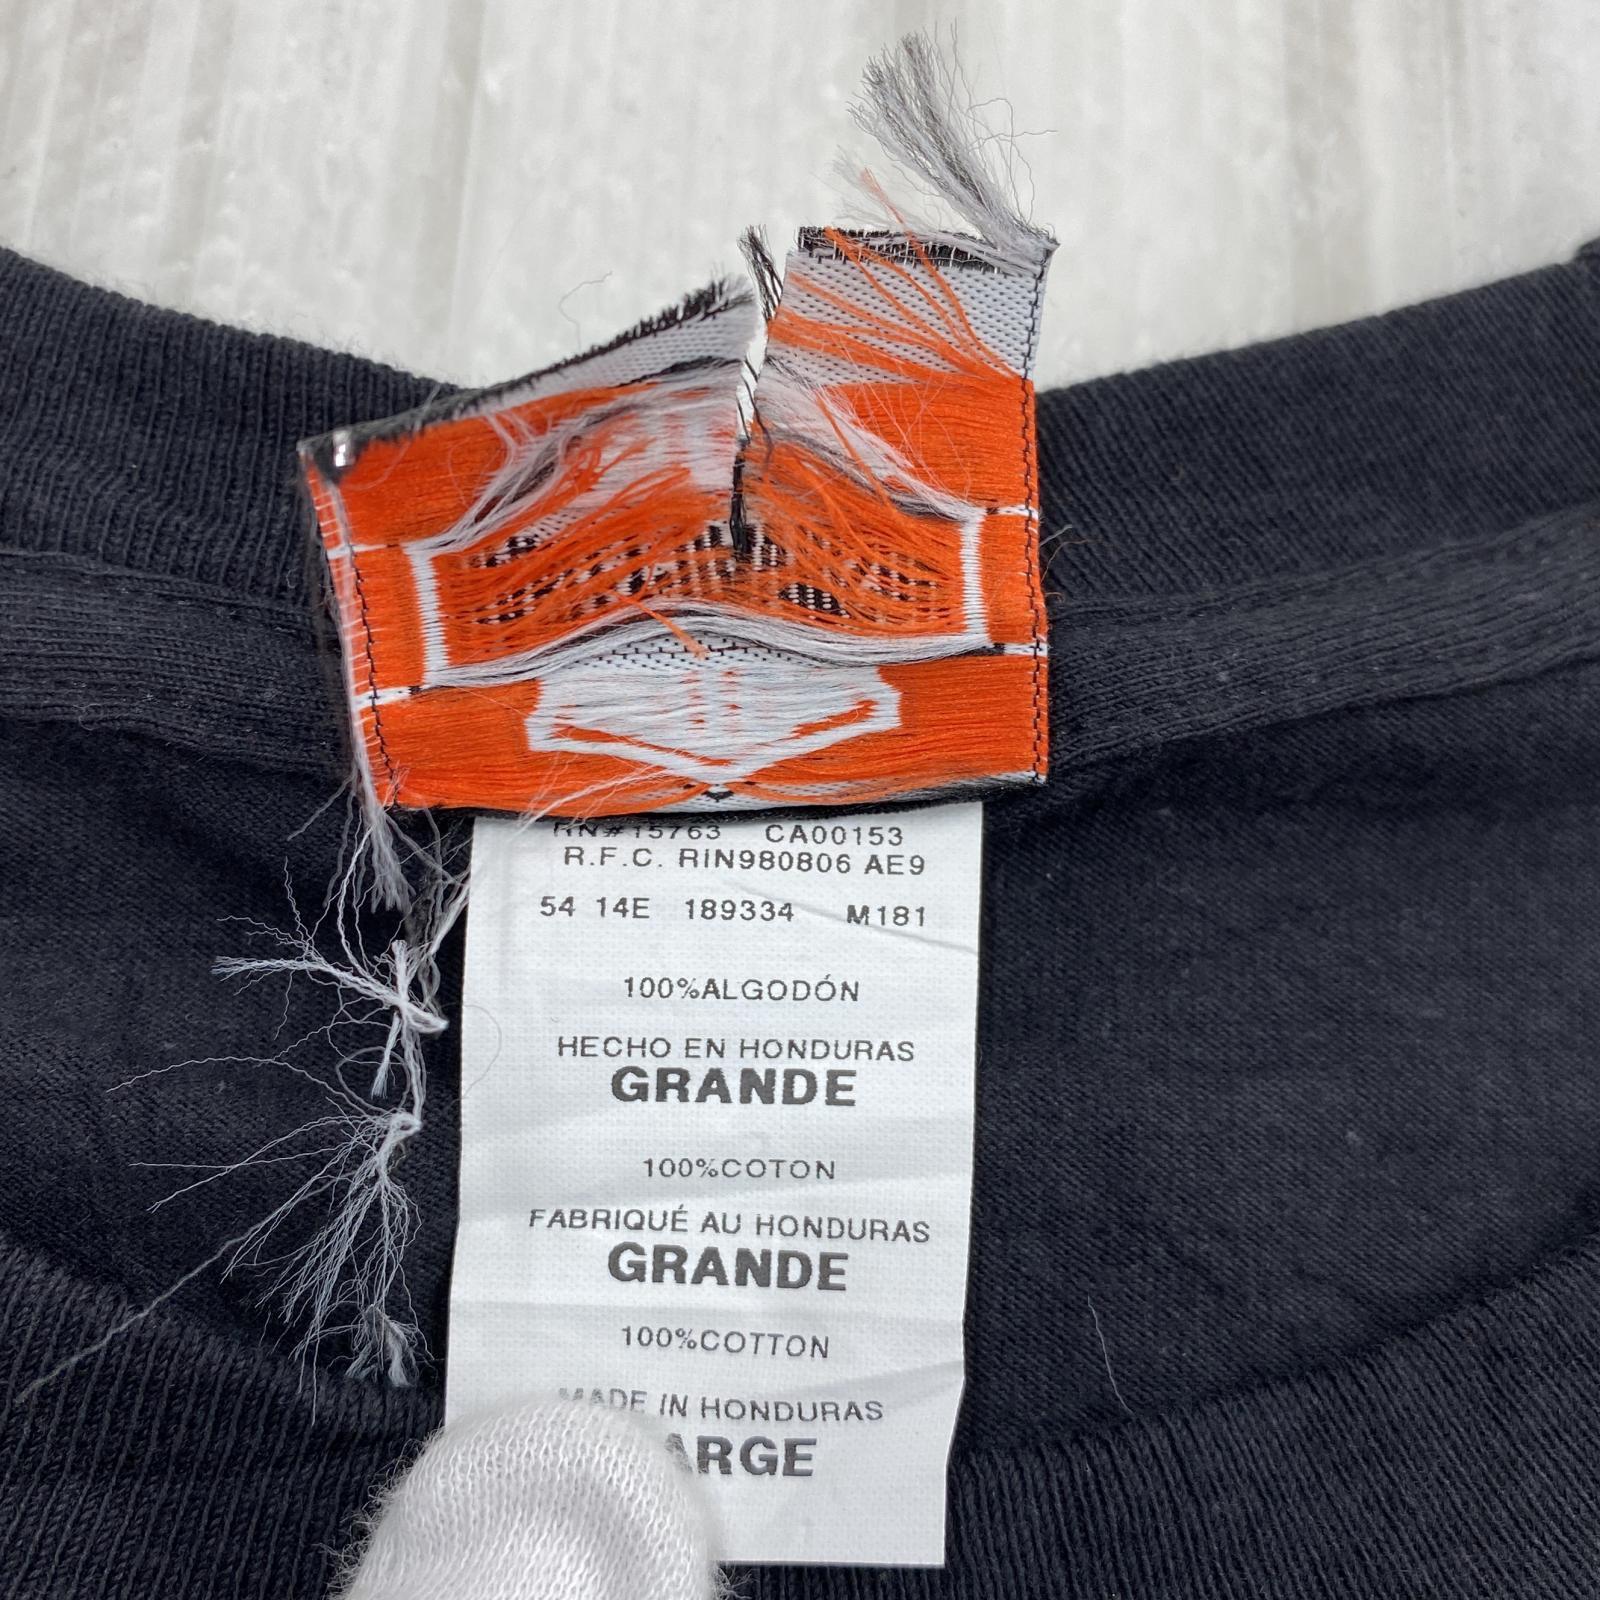 RN#15763 CA00153
R.F.C. RIN980806 AE9
54 14E 189334 M181
100%ALGODÓN
HECHO EN HONDURAS
GRANDE
100%COTON
FABRIQUÉ AU HONDURAS
GRANDE
100%COTTON
MADE IN HONDURAS
ARGE